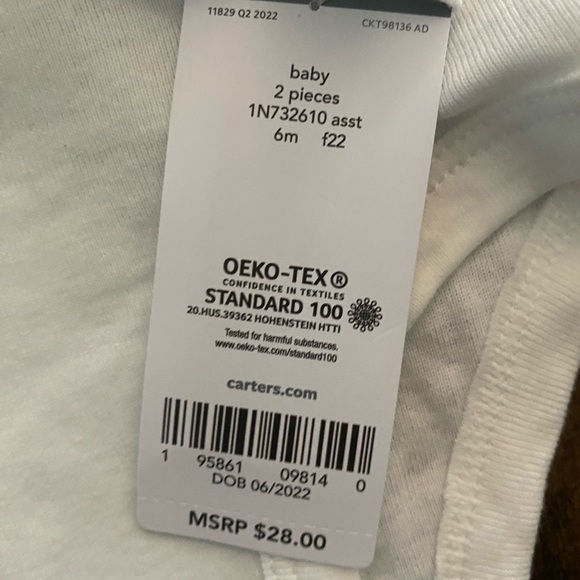 11829 Q2 2022
CKT98136 AD
baby
2 pieces
1N732610 asst
6m f22
OEKO-TEX®
CONFIDENCE IN TEXTILES
STANDARD 100
20.HUS.39362 HOHENSTEIN HTTI
Tested for harmful substances.
www.oeko-tex.com/standard100
carters.com
1 95861 09814 0
DOB 06/2022
MSRP $28.00